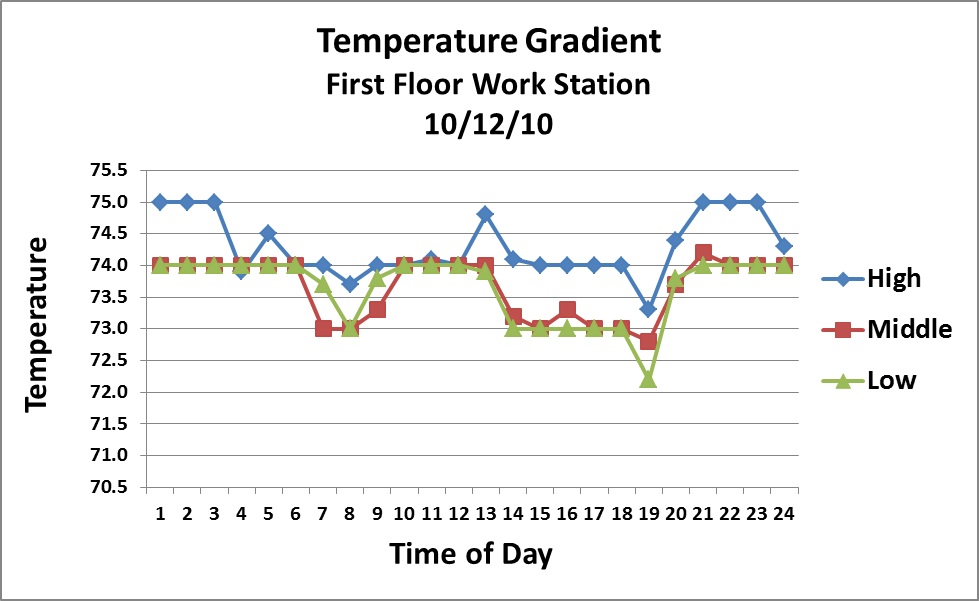 Temperature Gradient
First Floor Work Station
10/12/10
Temperature
75.5
75.0
74.5
74.0
73.5
73.0
72.5
72.0
71.5
71.0
70.5
1 2 3 4 5 6 7 8 9 10 11 12 13 14 15 16 17 18 19 20 21 22 23 24
Time of Day
High
Middle
Low